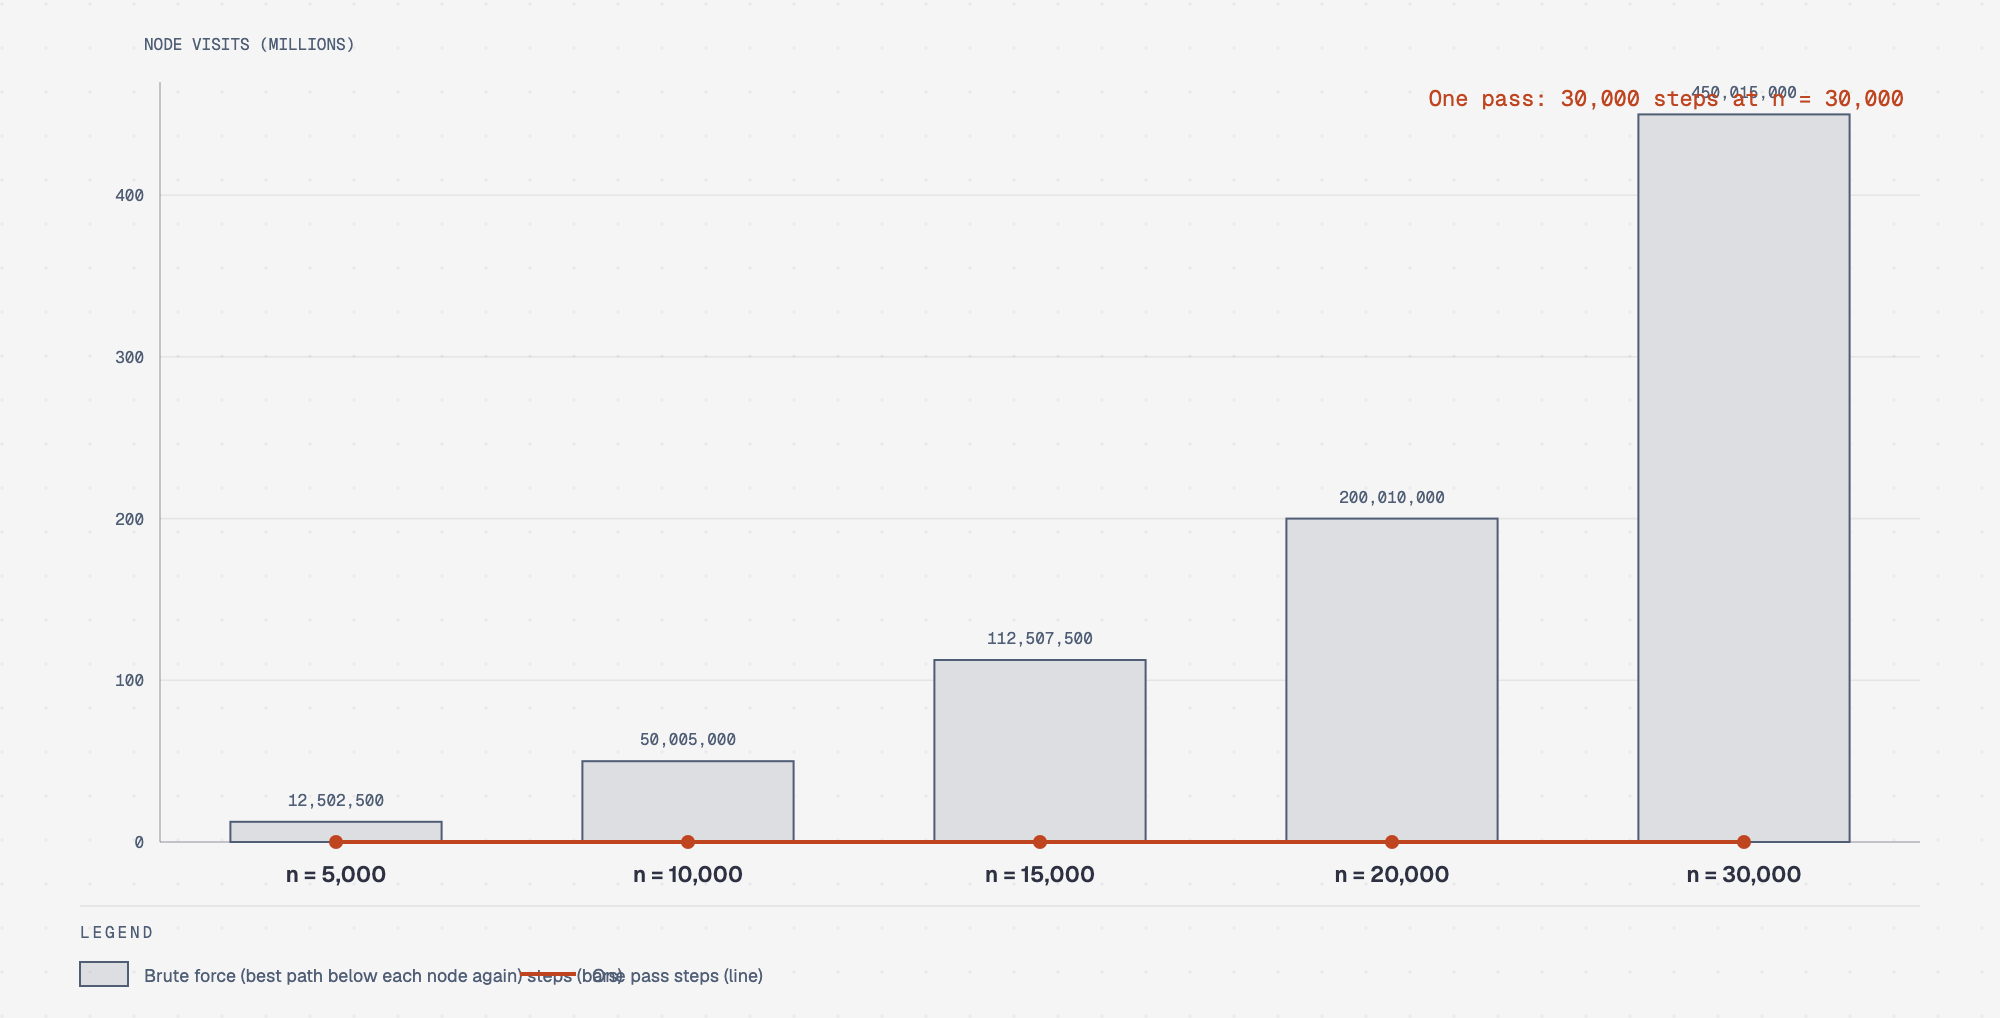 NODE VISITS (MILLIONS)
One pass: 30,000 steps at n = 30,000
450,015,000
400
300
200
100
0
200,010,000
112,507,500
50,005,000
12,502,500
n = 5,000
n = 10,000
n = 15,000
n = 20,000
n = 30,000
LEGEND
Brute force (best path below each node again) steps (bars)
One pass steps (line)